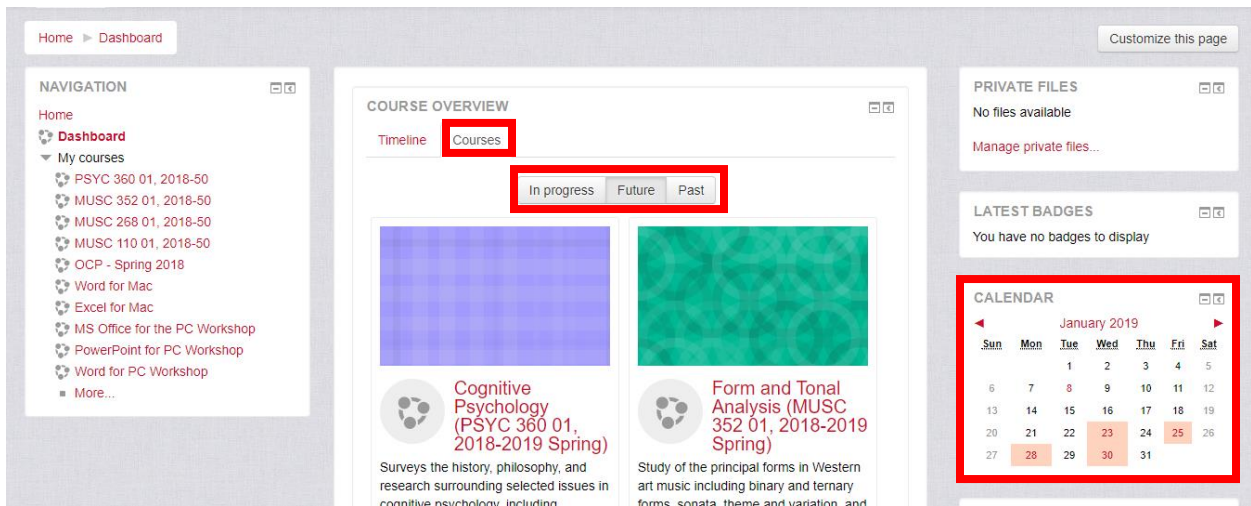 Home ▶ Dashboard
Customize this page
NAVIGATION
Home
Dashboard
My courses
PSYC 360 01, 2018-50
MUSC 352 01, 2018-50
MUSC 268 01, 2018-50
MUSC 110 01, 2018-50
OCP - Spring 2018
Word for Mac
Excel for Mac
MS Office for the PC Workshop
PowerPoint for PC Workshop
Word for PC Workshop
More...
COURSE OVERVIEW
Timeline Courses
In progress Future Past
Cognitive
Psychology
(PSYC 360 01,
2018-2019 Spring)
Surveys the history, philosophy, and
research surrounding selected issues in
cognitive psychology, including
Form and Tonal
Analysis (MUSC
352 01, 2018-2019
Spring)
Study of the principal forms in Western
art music including binary and ternary
forms, sonata, theme and variation, and
PRIVATE FILES
No files available
Manage private files...
LATEST BADGES
You have no badges to display
CALENDAR
◀ January 2019 ▶
Sun Mon Tue Wed Thu Fri Sat
1 2 3 4 5
6 7 8 9 10 11 12
13 14 15 16 17 18 19
20 21 22 23 24 25 26
27 28 29 30 31